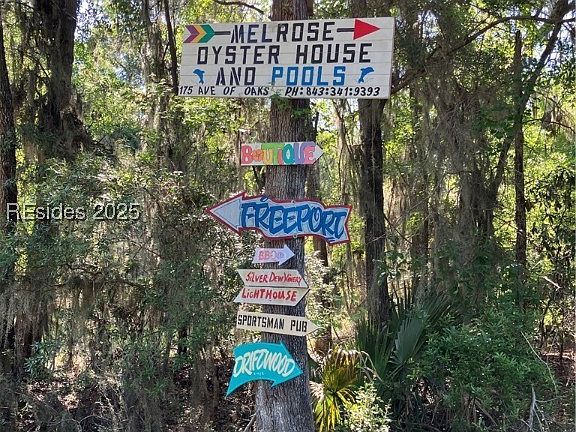 MELROSE
OYSTER HOUSE
AND POOLS
175 AVE OF OAKS PH: 843:341:9393
BOUTIQUE
FREEPORT
BBQ
SILVER DEW WINERY
LIGHTHOUSE
SPORTSMAN PUB
DRIFTWOOD
REsides 2025